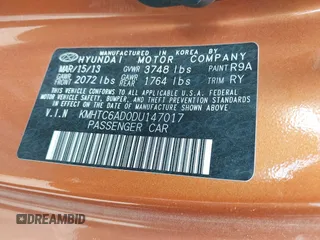 MANUFACTURED IN KOREA BY
HYUNDAI MOTOR COMPANY
MAR/15/13 GVWR 3748 lbs PAINT R9A
GAWR FRONT 2072 lbs GAWR REAR 1764 lbs TRIM RY
THIS VEHICLE CONFORMS TO ALL APPLICABLE
U.S.A. FEDERAL MOTOR VEHICLE SAFETY, BUMPER,
AND THEFT PREVENTION STANDARDS IN EFFECT ON
THE DATE OF MANUFACTURE SHOWN ABOVE.
V.I.N KMHTC6AD0DU147017
PASSENGER CAR
DREAMBID